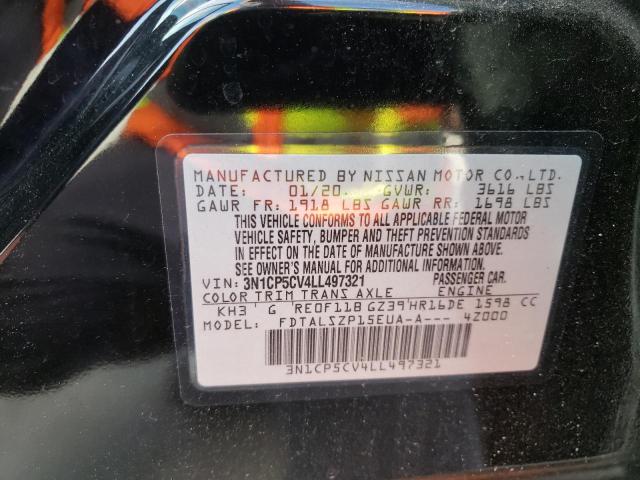 MANUFACTURED BY NISSAN MOTOR CO.,LTD.
DATE: 01/20 GVWR: 3616 LBS
GAWR FR: 1918 LBS GAWR RR: 1698 LBS
THIS VEHICLE CONFORMS TO ALL APPLICABLE FEDERAL MOTOR
VEHICLE SAFETY, BUMPER AND THEFT PREVENTION STANDARDS
IN EFFECT ON THE DATE OF MANUFACTURE SHOWN ABOVE.
SEE OWNER'S MANUAL FOR ADDITIONAL INFORMATION
VIN: 3N1CP5CV4LL497321 PASSENGER CAR.
COLOR TRIM TRANS AXLE ENGINE
KH3 ' G ' RE0F11B GZ39'HR16DE 1598 CC
MODEL: FDTALSZP15EUA-A--- 4Z000
3N1CP5CV4LL497321